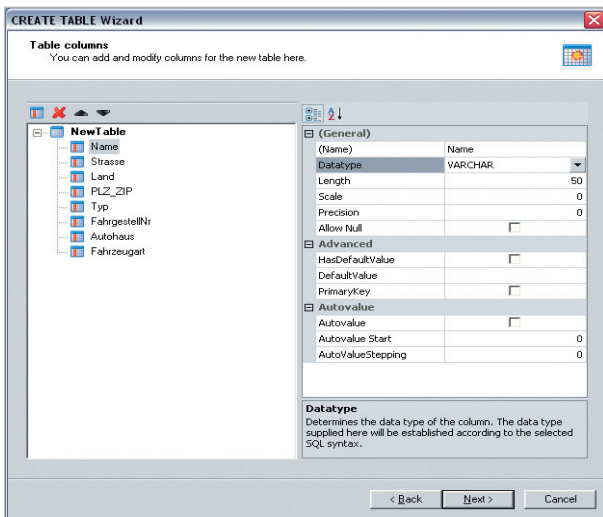 CREATE TABLE Wizard
Table columns
You can add and modify columns for the new table here.
NewTable
Name
Strasse
Land
PLZ_ZIP
Typ
FahrgestellNr
Autohaus
Fahrzeugart
(General)
(Name) Name
Datatype VARCHAR
Length 50
Scale 0
Precision 0
Allow Null
Advanced
HasDefaultValue
DefaultValue
PrimaryKey
Autovalue
Autovalue
Autovalue Start 0
AutoValueStepping 0
Datatype
Determines the data type of the column. The data type
supplied here will be established according to the selected
SQL syntax.
< Back Next > Cancel